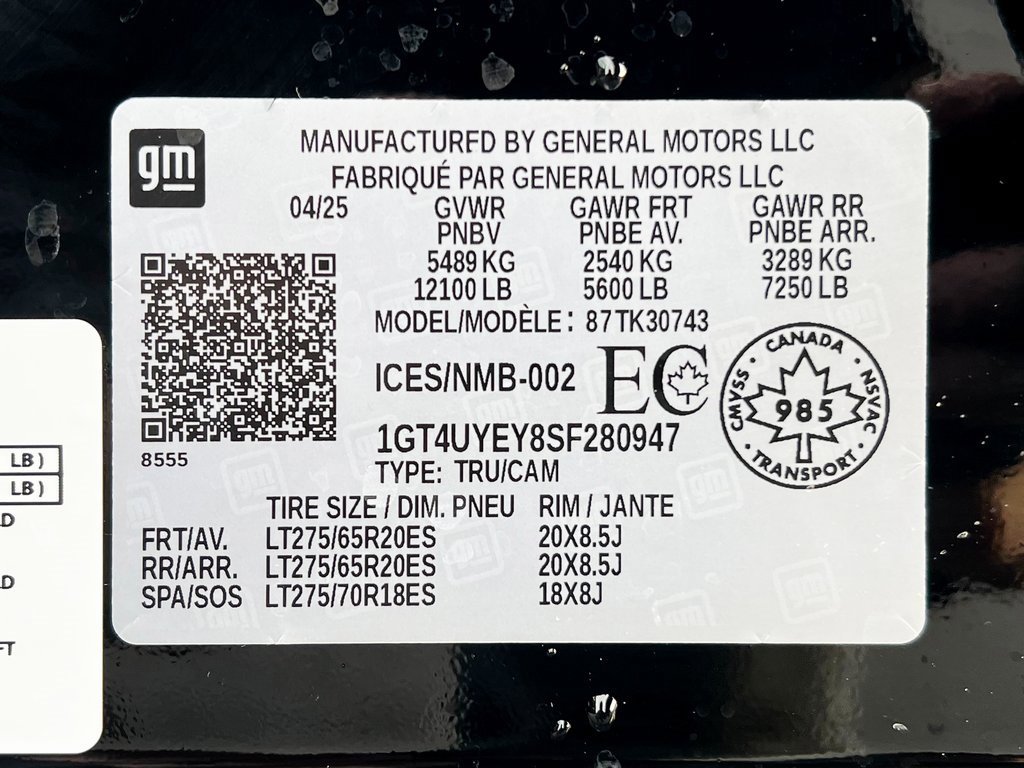 gm
MANUFACTURED BY GENERAL MOTORS LLC
FABRIQUÉ PAR GENERAL MOTORS LLC
04/25 GVWR GAWR FRT GAWR RR
PNBV PNBE AV. PNBE ARR.
5489 KG 2540 KG 3289 KG
12100 LB 5600 LB 7250 LB
MODEL/MODÈLE: 87TK30743
ICES/NMB-002 EC
CANADA
CMVSS 985 NSVAC
TRANSPORT
1GT4UYEY8SF280947
8555
TYPE: TRU/CAM
TIRE SIZE / DIM. PNEU RIM / JANTE
FRT/AV. LT275/65R20ES 20X8.5J
RR/ARR. LT275/65R20ES 20X8.5J
SPA/SOS LT275/70R18ES 18X8J
LB)
LB)